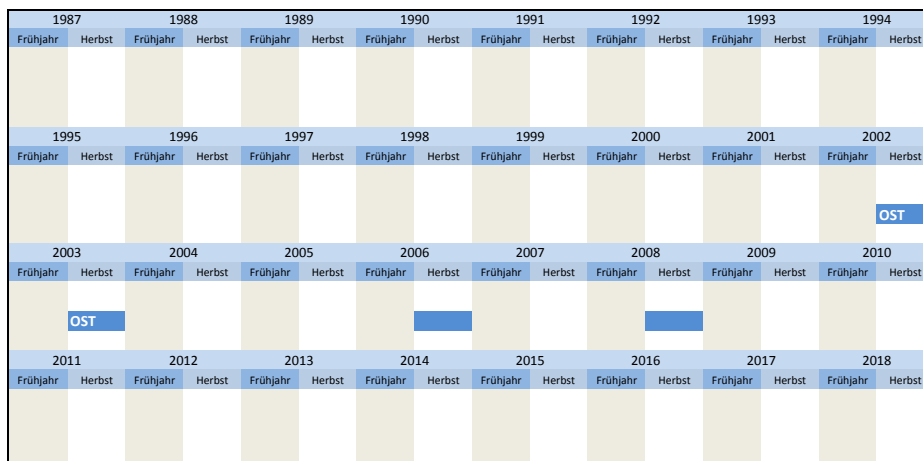 1987 1988 1989 1990 1991 1992 1993 1994
Frühjahr Herbst Frühjahr Herbst Frühjahr Herbst Frühjahr Herbst Frühjahr Herbst Frühjahr Herbst Frühjahr Herbst Frühjahr Herbst
1995 1996 1997 1998 1999 2000 2001 2002
Frühjahr Herbst Frühjahr Herbst Frühjahr Herbst Frühjahr Herbst Frühjahr Herbst Frühjahr Herbst Frühjahr Herbst Frühjahr Herbst
OST
2003 2004 2005 2006 2007 2008 2009 2010
Frühjahr Herbst Frühjahr Herbst Frühjahr Herbst Frühjahr Herbst Frühjahr Herbst Frühjahr Herbst Frühjahr Herbst Frühjahr Herbst
OST
2011 2012 2013 2014 2015 2016 2017 2018
Frühjahr Herbst Frühjahr Herbst Frühjahr Herbst Frühjahr Herbst Frühjahr Herbst Frühjahr Herbst Frühjahr Herbst Frühjahr Herbst